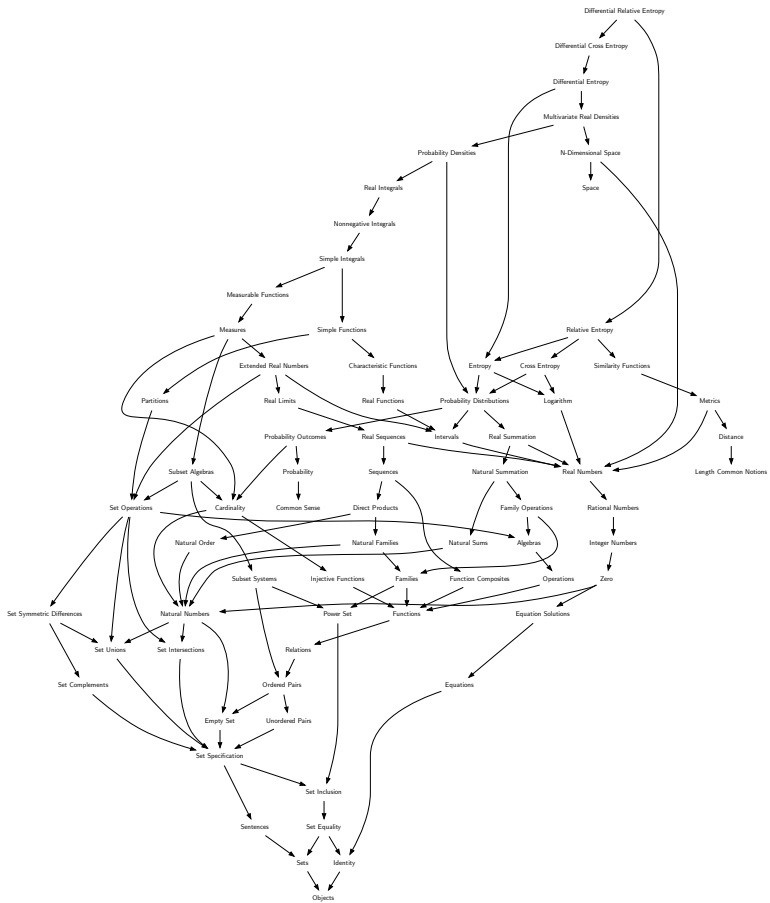 Differential Relative Entropy
Differential Cross Entropy
Differential Entropy
Multivariate Real Densities
Probability Densities
N-Dimensional Space
Real Integrals
Space
Nonnegative Integrals
Simple Integrals
Measurable Functions
Measures
Simple Functions
Relative Entropy
Extended Real Numbers
Characteristic Functions
Entropy
Cross Entropy
Similarity Functions
Partitions
Real Limits
Real Functions
Probability Distributions
Logarithm
Metrics
Probability Outcomes
Real Sequences
Intervals
Real Summation
Distance
Subset Algebras
Probability
Sequences
Natural Summation
Real Numbers
Length Common Notions
Set Operations
Cardinality
Common Sense
Direct Products
Family Operations
Rational Numbers
Natural Order
Natural Families
Natural Sums
Algebras
Integer Numbers
Subset Systems
Injective Functions
Families
Function Composites
Operations
Zero
Set Symmetric Differences
Natural Numbers
Power Set
Functions
Equation Solutions
Set Unions
Set Intersections
Relations
Set Complements
Ordered Pairs
Equations
Empty Set
Unordered Pairs
Set Specification
Set Inclusion
Sentences
Set Equality
Sets
Identity
Objects